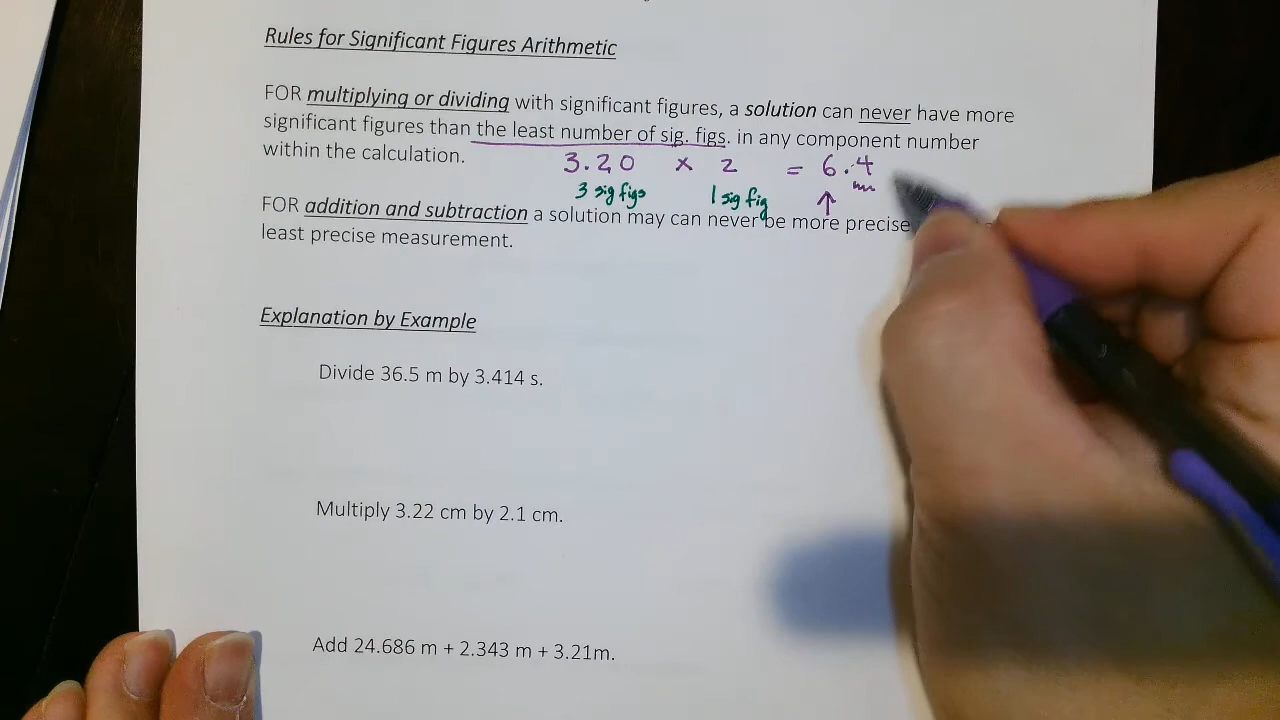 Rules for Significant Figures Arithmetic
FOR multiplying or dividing with significant figures, a solution can never have more
significant figures than the least number of sig. figs. in any component number
within the calculation.
3.20 × 2 = 6.4
3 sig figs 1 sig fig ↑
FOR addition and subtraction a solution may can never be more precise
least precise measurement.
Explanation by Example
Divide 36.5 m by 3.414 s.
Multiply 3.22 cm by 2.1 cm.
Add 24.686 m + 2.343 m + 3.21m.